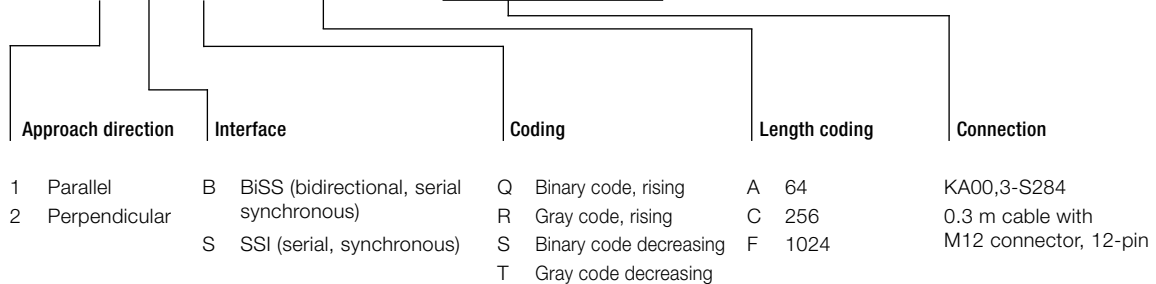 Approach direction
1 Parallel
2 Perpendicular
Interface
B BiSS (bidirectional, serial
synchronous)
S SSI (serial, synchronous)
Coding
Q Binary code, rising
R Gray code, rising
S Binary code decreasing
T Gray code decreasing
Length coding
A 64
C 256
F 1024
Connection
KA00,3-S284
0.3 m cable with
M12 connector, 12-pin